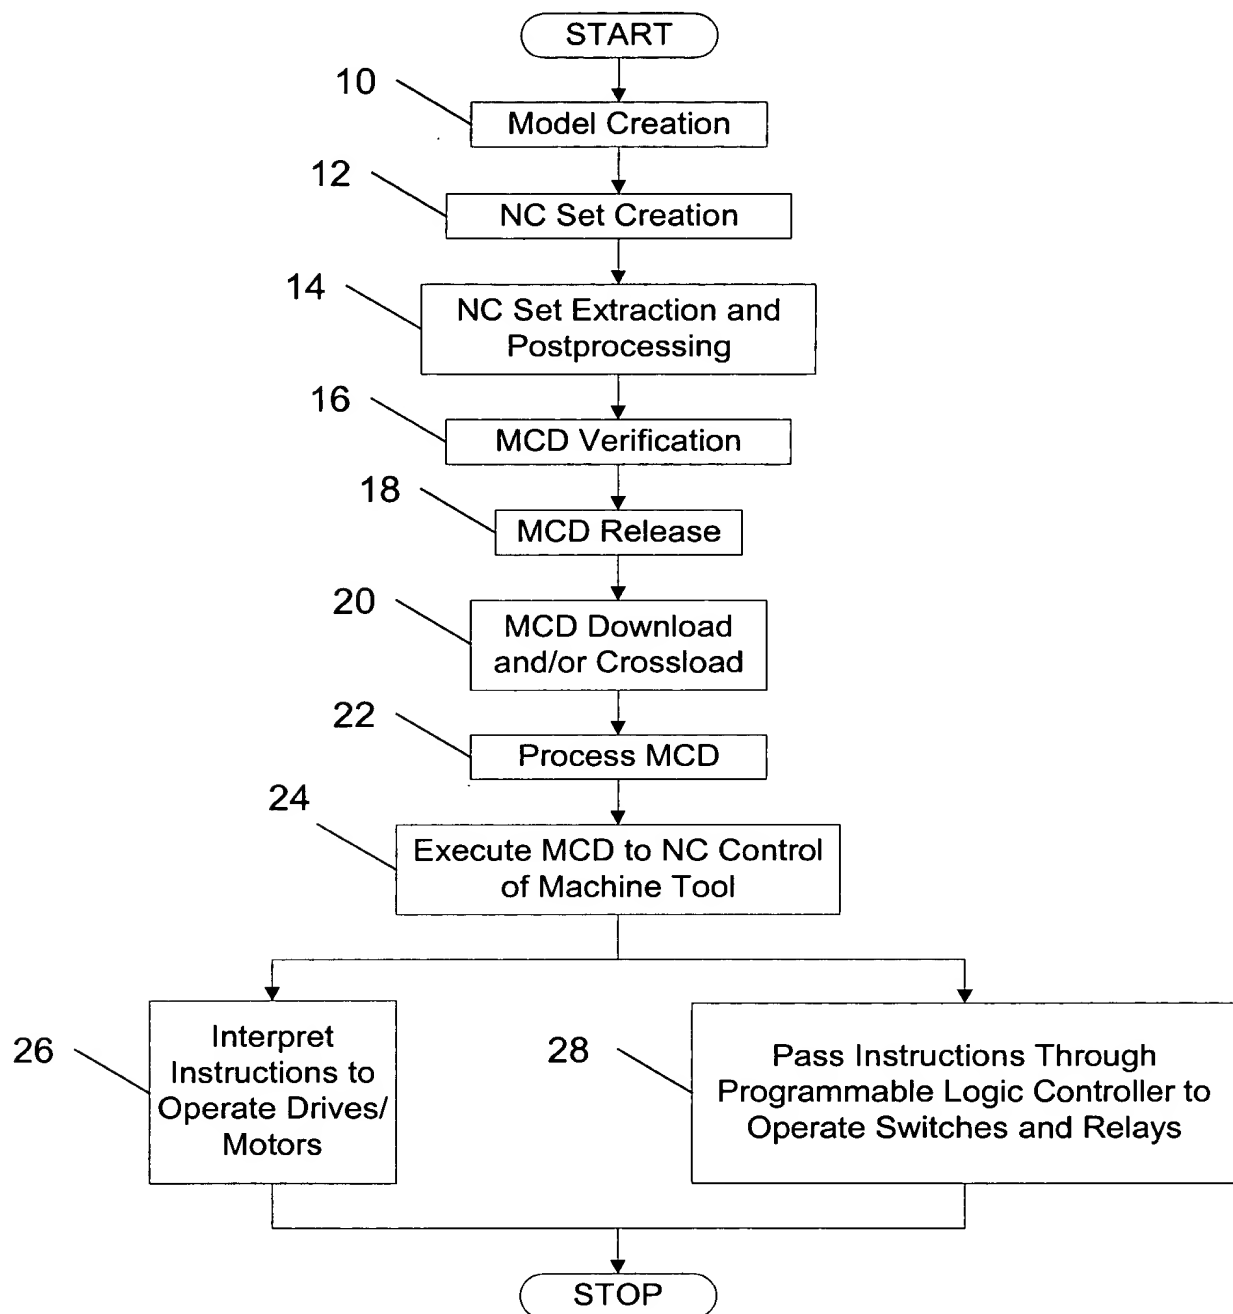 START
10
Model Creation
12
NC Set Creation
14
NC Set Extraction and
Postprocessing
16
MCD Verification
18
MCD Release
20
MCD Download
and/or Crossload
22
Process MCD
24
Execute MCD to NC Control
of Machine Tool
26
Interpret
Instructions to
Operate Drives/
Motors
28
Pass Instructions Through
Programmable Logic Controller to
Operate Switches and Relays
STOP